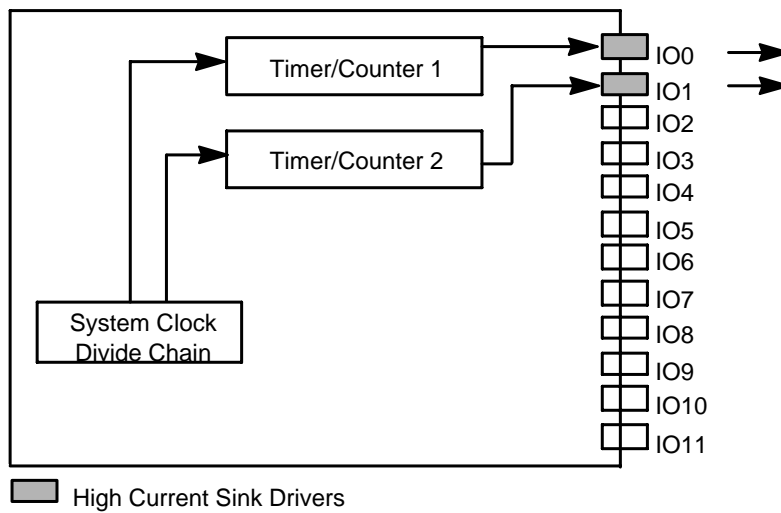 Timer/Counter 1
Timer/Counter 2
System Clock
Divide Chain
IO0
IO1
IO2
IO3
IO4
IO5
IO6
IO7
IO8
IO9
IO10
IO11
High Current Sink Drivers